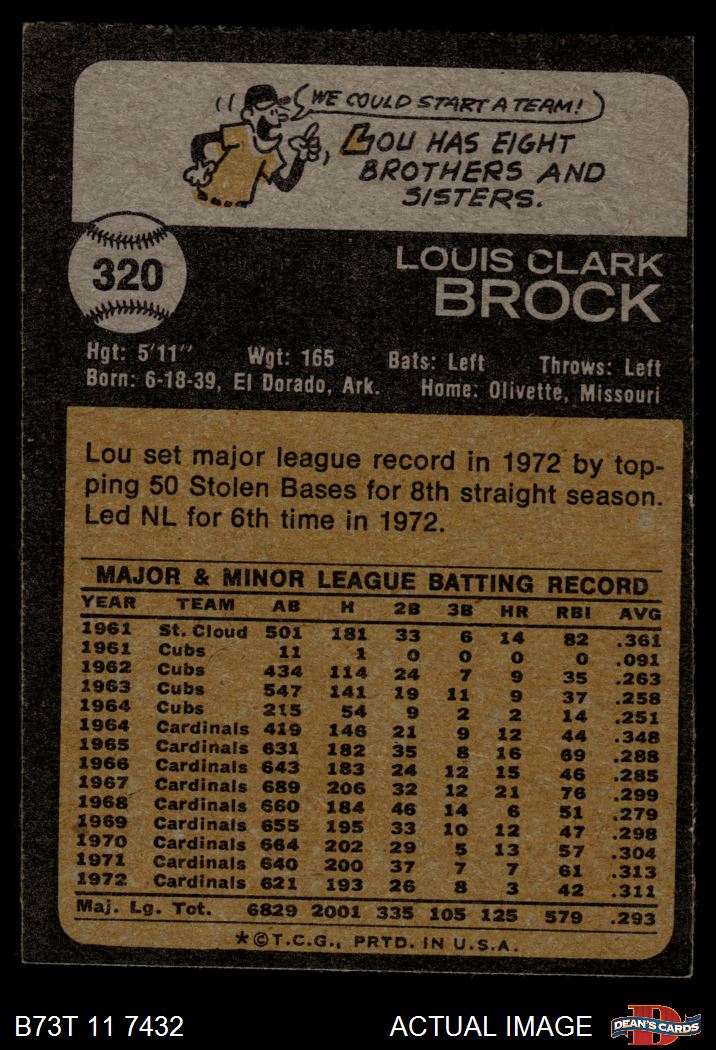 WE COULD START A TEAM!
LOU HAS EIGHT
BROTHERS AND
SISTERS.
320
LOUIS CLARK
BROCK
Hgt: 5'11" Wgt: 165 Bats: Left Throws: Left
Born: 6-18-39, El Dorado, Ark. Home: Olivette, Missouri
Lou set major league record in 1972 by top-
ping 50 Stolen Bases for 8th straight season.
Led NL for 6th time in 1972.
MAJOR & MINOR LEAGUE BATTING RECORD
YEAR TEAM AB H 2B 3B HR RBI AVG
1961 St. Cloud 501 181 33 6 14 82 .361
1961 Cubs 11 1 0 0 0 0 .091
1962 Cubs 434 114 24 7 9 35 .263
1963 Cubs 547 141 19 11 9 37 .258
1964 Cubs 215 54 9 2 2 14 .251
1964 Cardinals 419 146 21 9 12 44 .348
1965 Cardinals 631 182 35 8 16 69 .288
1966 Cardinals 643 183 24 12 15 46 .285
1967 Cardinals 689 206 32 12 21 76 .299
1968 Cardinals 660 184 46 14 6 51 .279
1969 Cardinals 655 195 33 10 12 47 .298
1970 Cardinals 664 202 29 5 13 57 .304
1971 Cardinals 640 200 37 7 7 61 .313
1972 Cardinals 621 193 26 8 3 42 .311
Maj. Lg. Tot. 6829 2001 335 105 125 579 .293
*©T.C.G., PRTD. IN U.S.A.
B73T 11 7432 ACTUAL IMAGE D DEAN'S CARDS